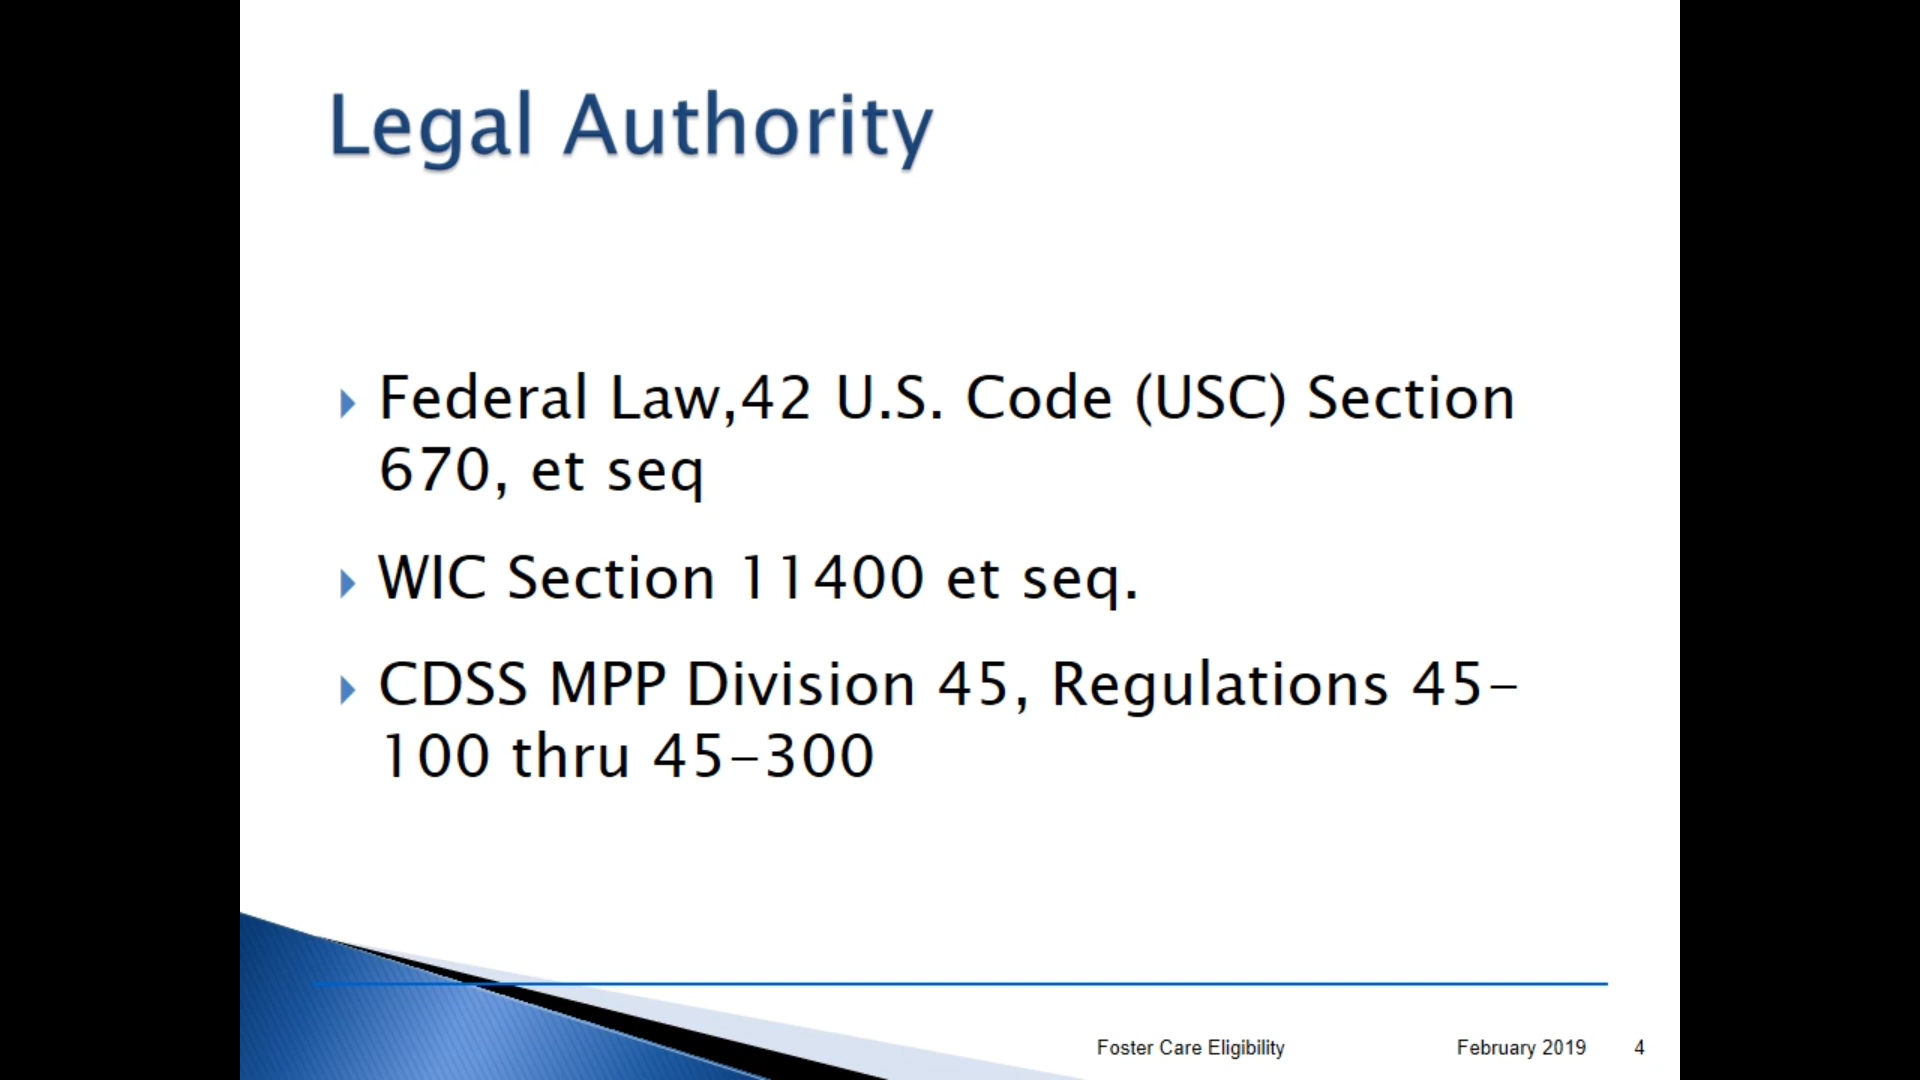 Legal Authority
Federal Law,42 U.S. Code (USC) Section
670, et seq
WIC Section 11400 et seq.
CDSS MPP Division 45, Regulations 45-
100 thru 45-300
Foster Care Eligibility February 2019 4